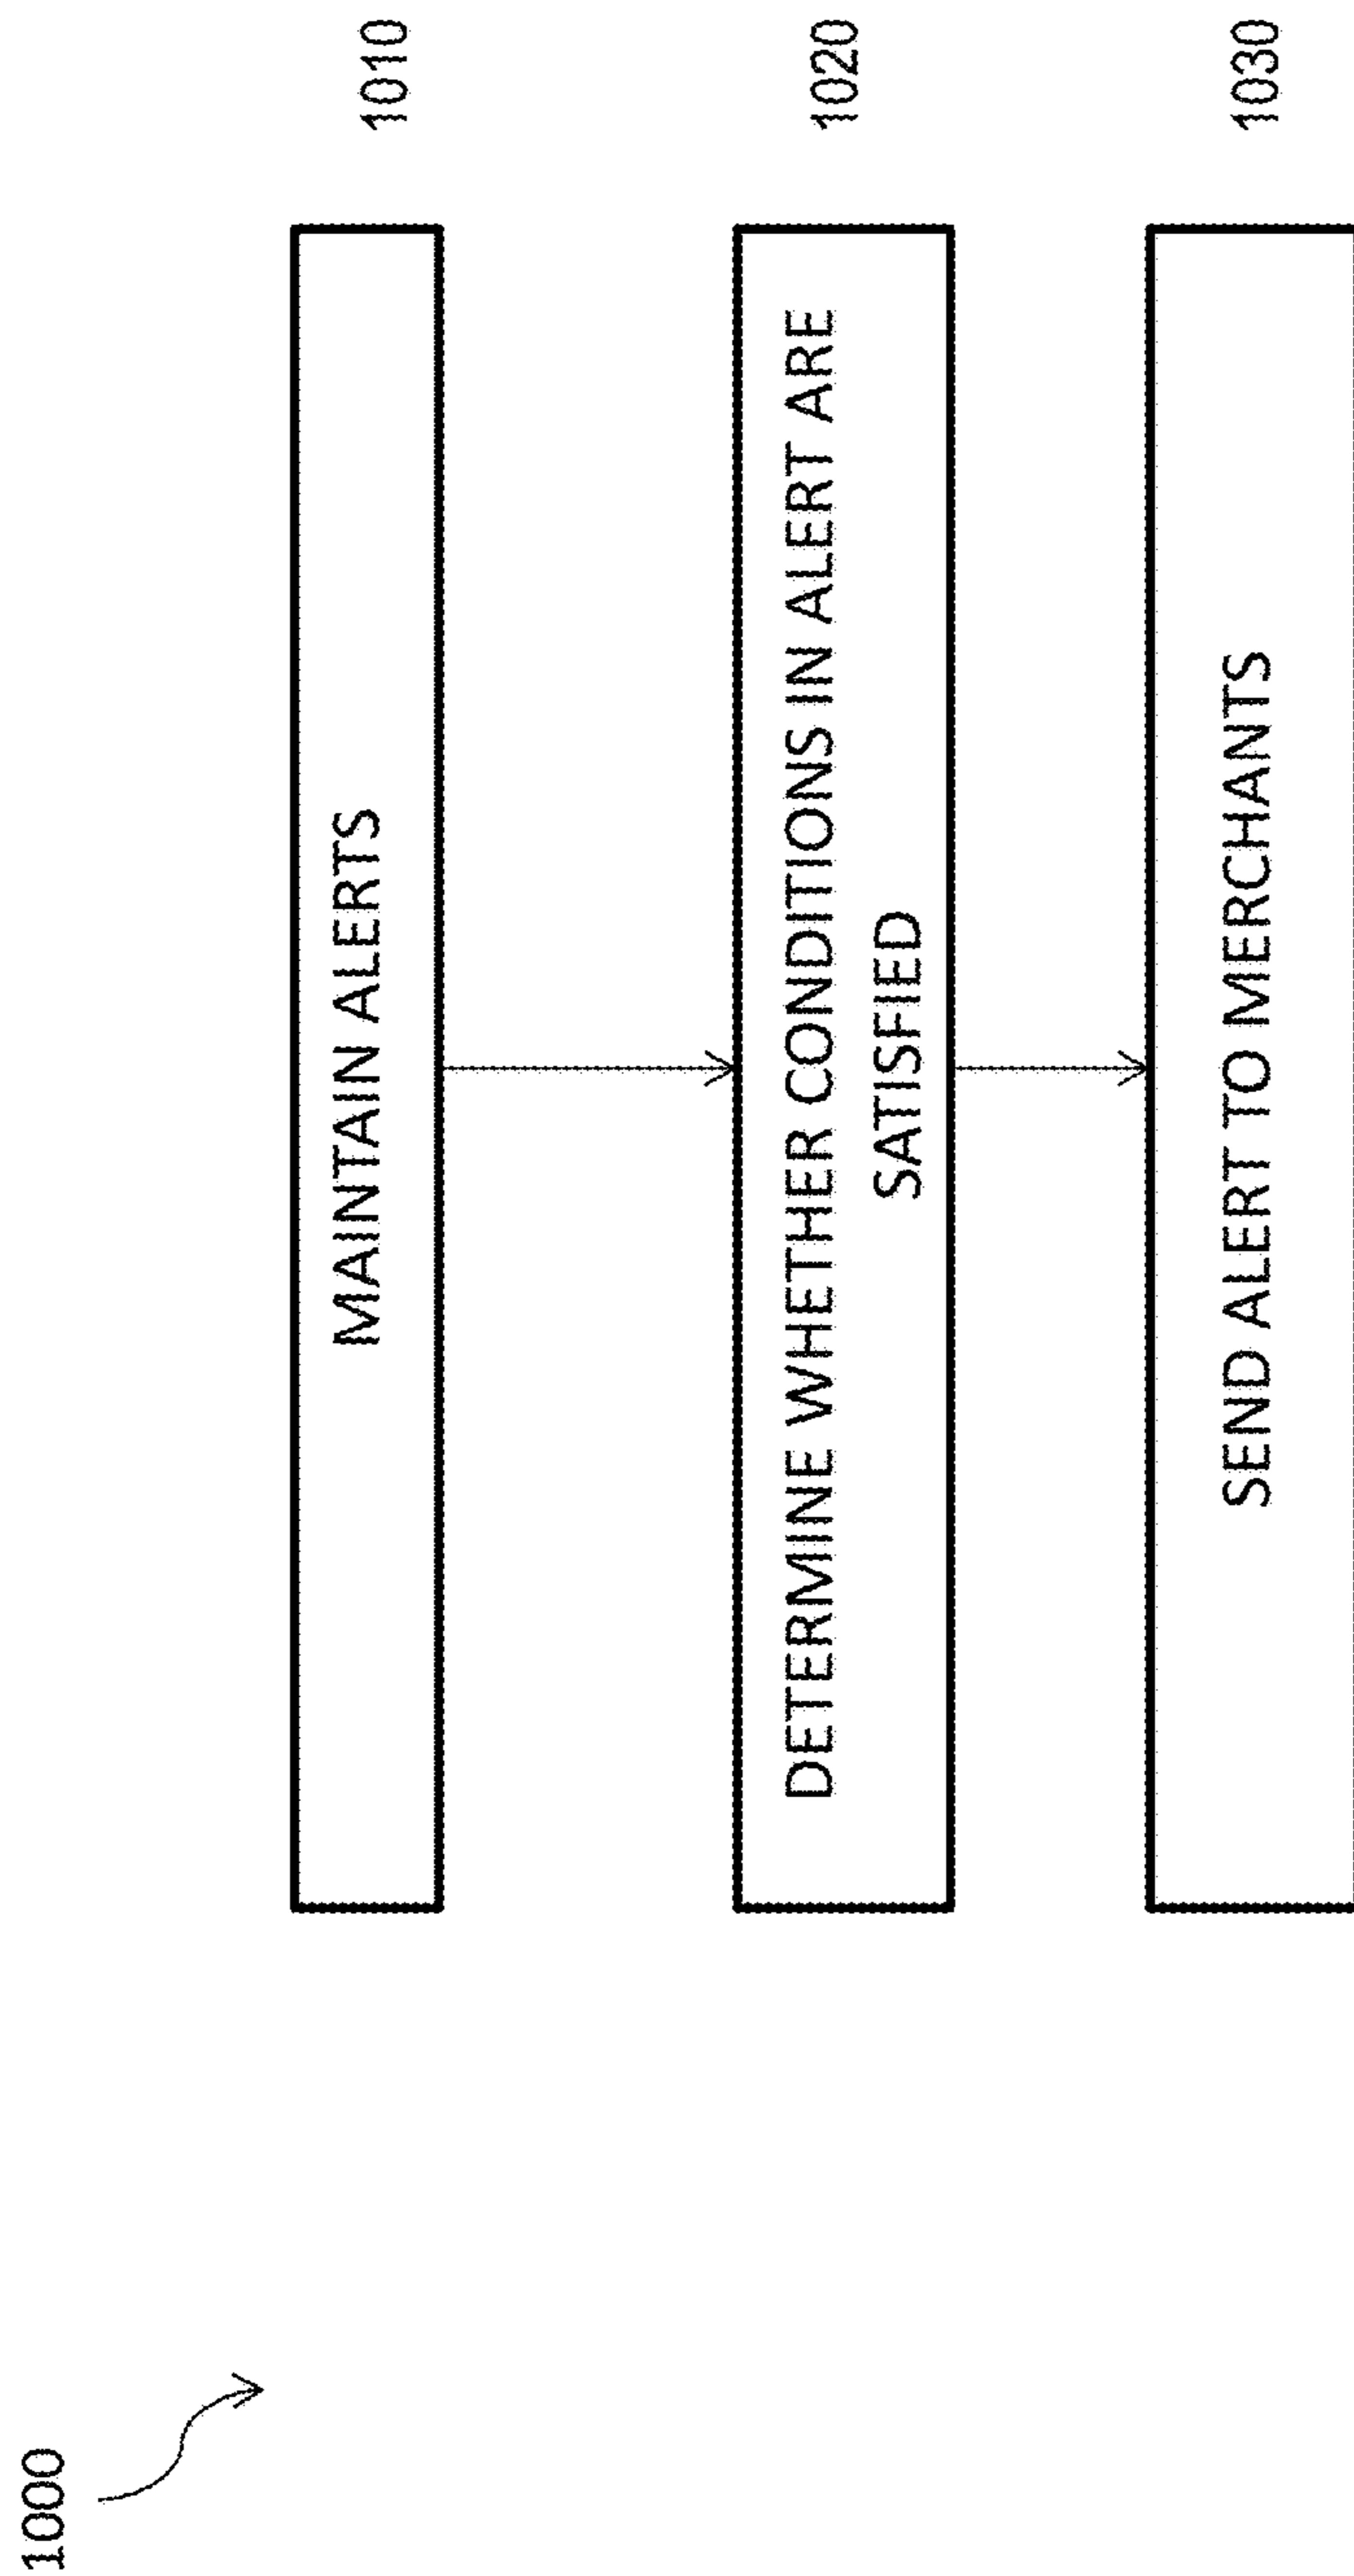 1000
MAINTAIN ALERTS
1010
DETERMINE WHETHER CONDITIONS IN ALERT ARE
SATISFIED
1020
SEND ALERT TO MERCHANTS
1030